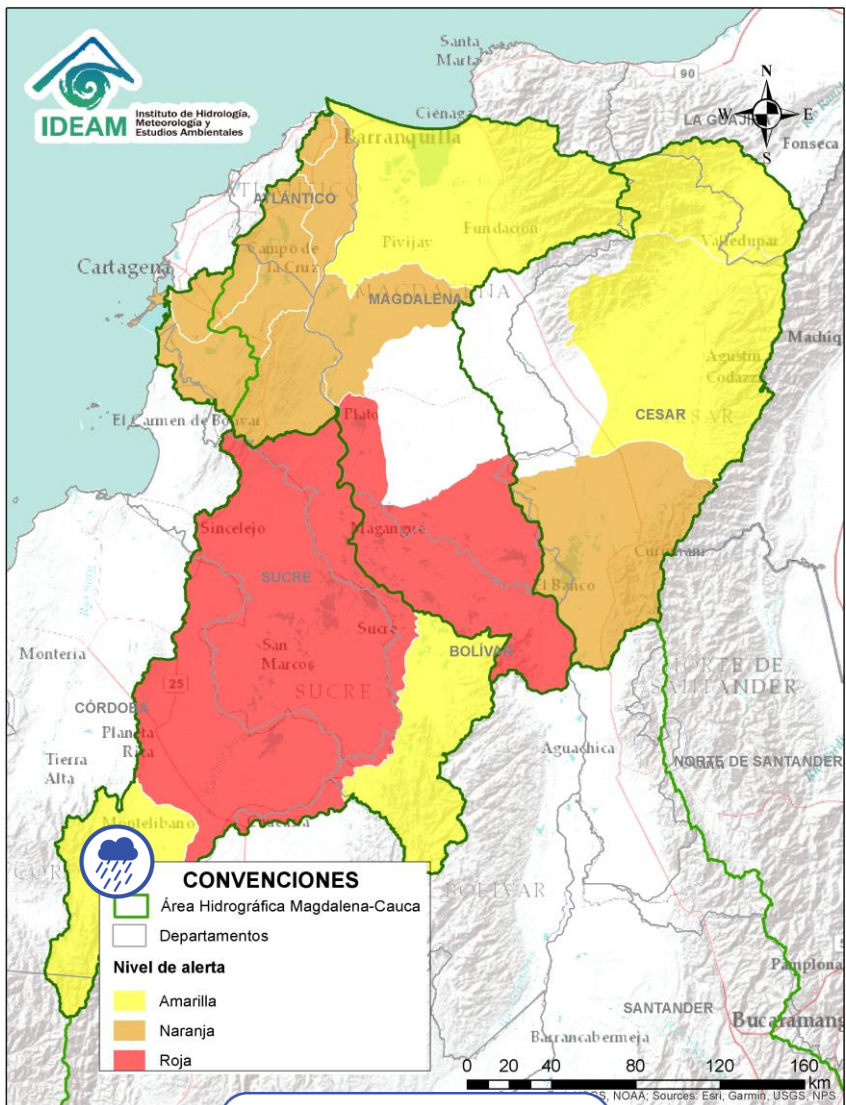 IDEAM
Instituto de Hidrología,
Meteorología y
Estudios Ambientales
Santa
Marta
90
N
W
E
S
Ciénaga
LA GUAJIRA
Fonseca
Barranquilla
ATLÁNTICO
Pivijay
Fundación
Valledupar
Campo de
la Cruz
Cartagena
MAGDALENA
MAGDALENA
Agustín
Codazzi
CESAR
El Carmen de Bolívar
Plato
Sincelejo
Magangué
SUCRE
El Banco
Sucre
San
Marcos
BOLÍVAR
Montería
25
SUCRE
NORTE DE
SANTANDER
CÓRDOBA
Planeta
Rica
Aguachica
Tierra
Alta
NORTE DE SANTANDER
Montelíbano
BOLÍVAR
CONVENCIONES
Área Hidrográfica Magdalena-Cauca
Departamentos
Nivel de alerta
Amarilla
Naranja
Roja
Pamplona
SANTANDER
Barrancabermeja
0 20 40 80 120 160
km
USGS, NOAA; Sources: Esri, Garmin, USGS, NPS